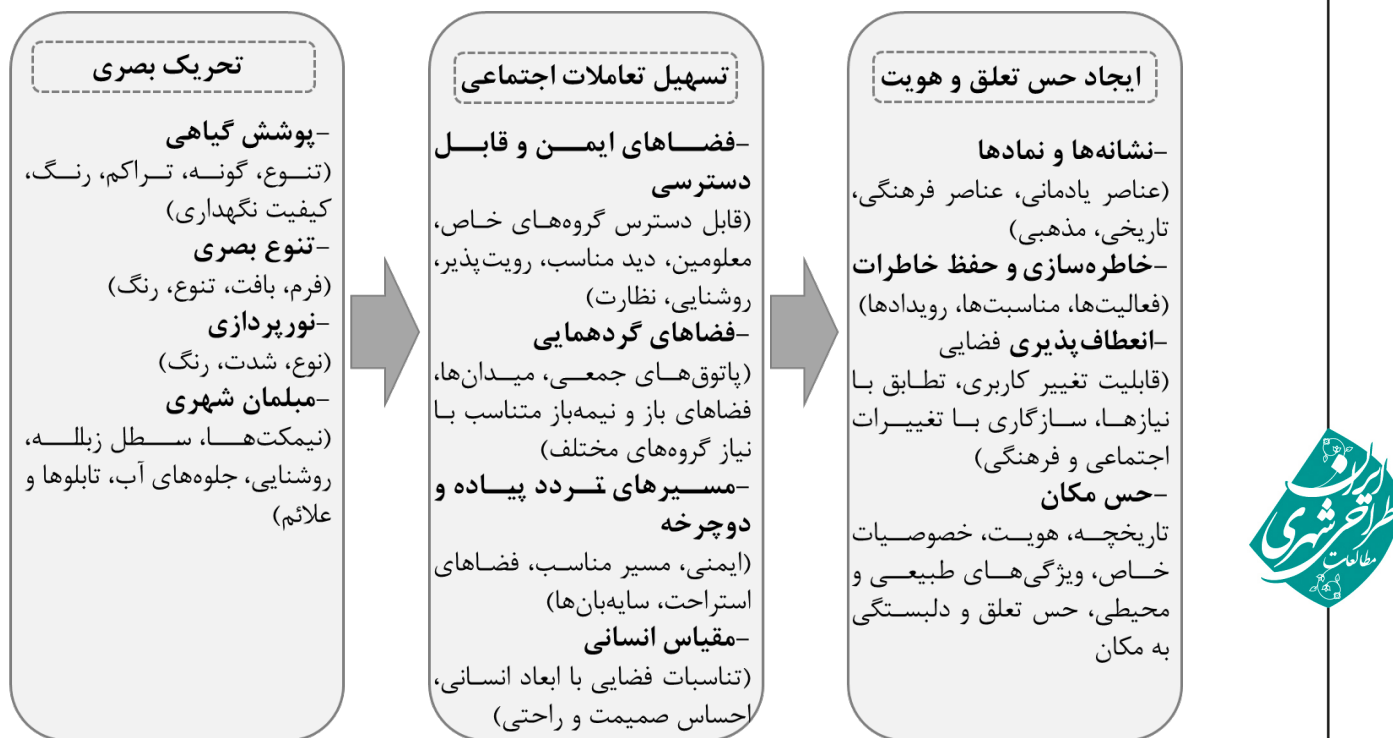 تحریک بصری
-پوشش گیاهی
(تنوع، گونه، تراکم، رنگ،
کیفیت نگهداری)
-تنوع بصری
(فرم، بافت، تنوع، رنگ)
-نورپردازی
(نوع، شدت، رنگ)
-مبلمان شهری
(نیمکت‌ها، سطل زبلله،
روشنایی، جلوه‌های آب، تابلوها و
علائم)
تسهیل تعاملات اجتماعی
-فضاهای ایمن و قابل
دسترسی
(قابل دسترس گروه‌های خاص،
معلومین، دید مناسب، رویت‌پذیر،
روشنایی، نظارت)
-فضاهای گردهمایی
(پاتوق‌های جمعی، میدان‌ها،
فضاهای باز و نیمه‌باز متناسب با
نیاز گروه‌های مختلف)
-مسیرهای تردد پیاده و
دوچرخه
(ایمنی، مسیر مناسب، فضاهای
استراحت، سایه‌بان‌ها)
-مقیاس انسانی
(تناسبات فضایی با ابعاد انسانی،
احساس صمیمت و راحتی)
ایجاد حس تعلق و هویت
-نشانه‌ها و نمادها
(عناصر یادمانی، عناصر فرهنگی،
تاریخی، مذهبی)
-خاطره‌سازی و حفظ خاطرات
(فعالیت‌ها، مناسبت‌ها، رویدادها)
-انعطاف‌پذیری فضایی
(قابلیت تغییر کاربری، تطابق با
نیازها، سازگاری با تغییرات
اجتماعی و فرهنگی)
-حس مکان
تاریخچه، هویت، خصوصیات
خاص، ویژگی‌های طبیعی و
محیطی، حس تعلق و دلبستگی
به مکان
ایران
طراحی شهری
مطالعات